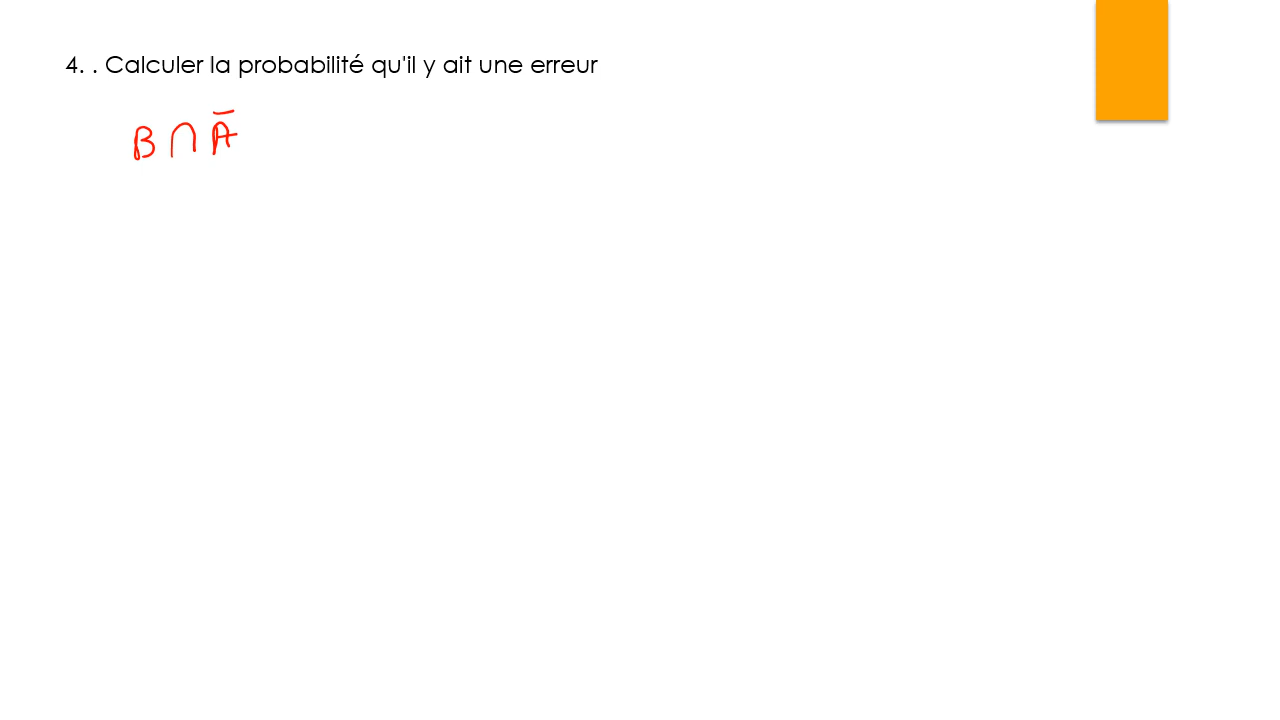 4. . Calculer la probabilité qu'il y ait une erreur
B ∩ A̅